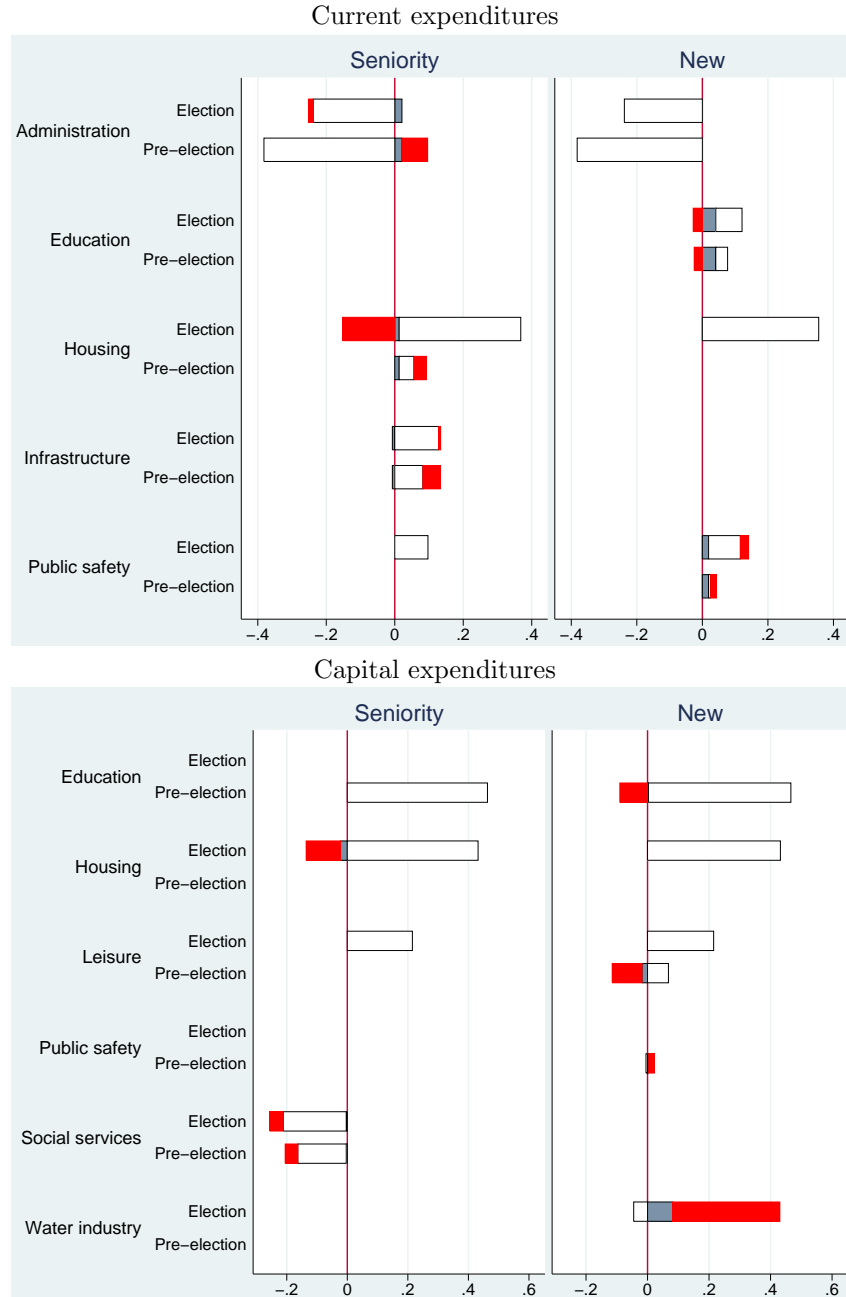 Current expenditures
Seniority New
Administration
Election
Pre−election
Education
Election
Pre−election
Housing
Election
Pre−election
Infrastructure
Election
Pre−election
Public safety
Election
Pre−election
−.4 −.2 0 .2 .4 −.4 −.2 0 .2 .4
Capital expenditures
Seniority New
Education
Election
Pre−election
Housing
Election
Pre−election
Leisure
Election
Pre−election
Public safety
Election
Pre−election
Social services
Election
Pre−election
Water industry
Election
Pre−election
−.2 0 .2 .4 .6 −.2 0 .2 .4 .6